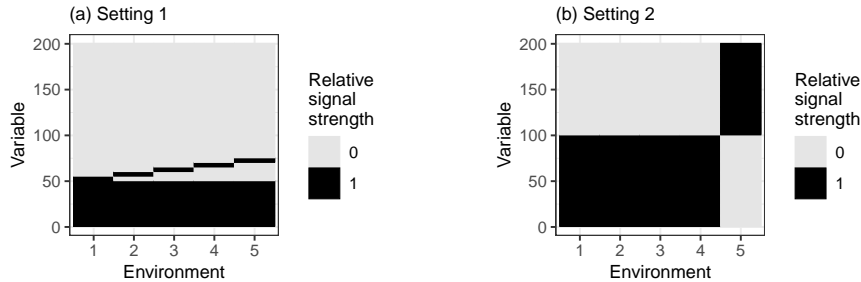 (a) Setting 1
200
150
100
50
0
Variable
1 2 3 4 5
Environment
Relative
signal
strength
0
1
(b) Setting 2
200
150
100
50
0
Variable
1 2 3 4 5
Environment
Relative
signal
strength
0
1